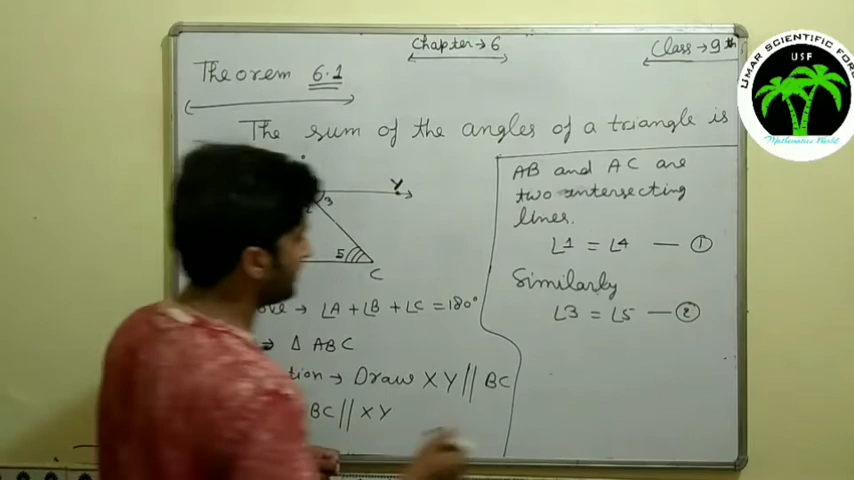 Chapter → 6
Class → 9th
Theorem 6.1
The sum of the angles of a triangle is
Y
3
5
C
ove → ∠A + ∠B + ∠C = 180°
→ Δ ABC
tion → Draw XY || BC
BC || XY
AB and AC are
two intersecting
lines.
∠1 = ∠4 — ①
Similarly
∠3 = ∠5 — ②
UMAR SCIENTIFIC FOR
USF
Mathematics World